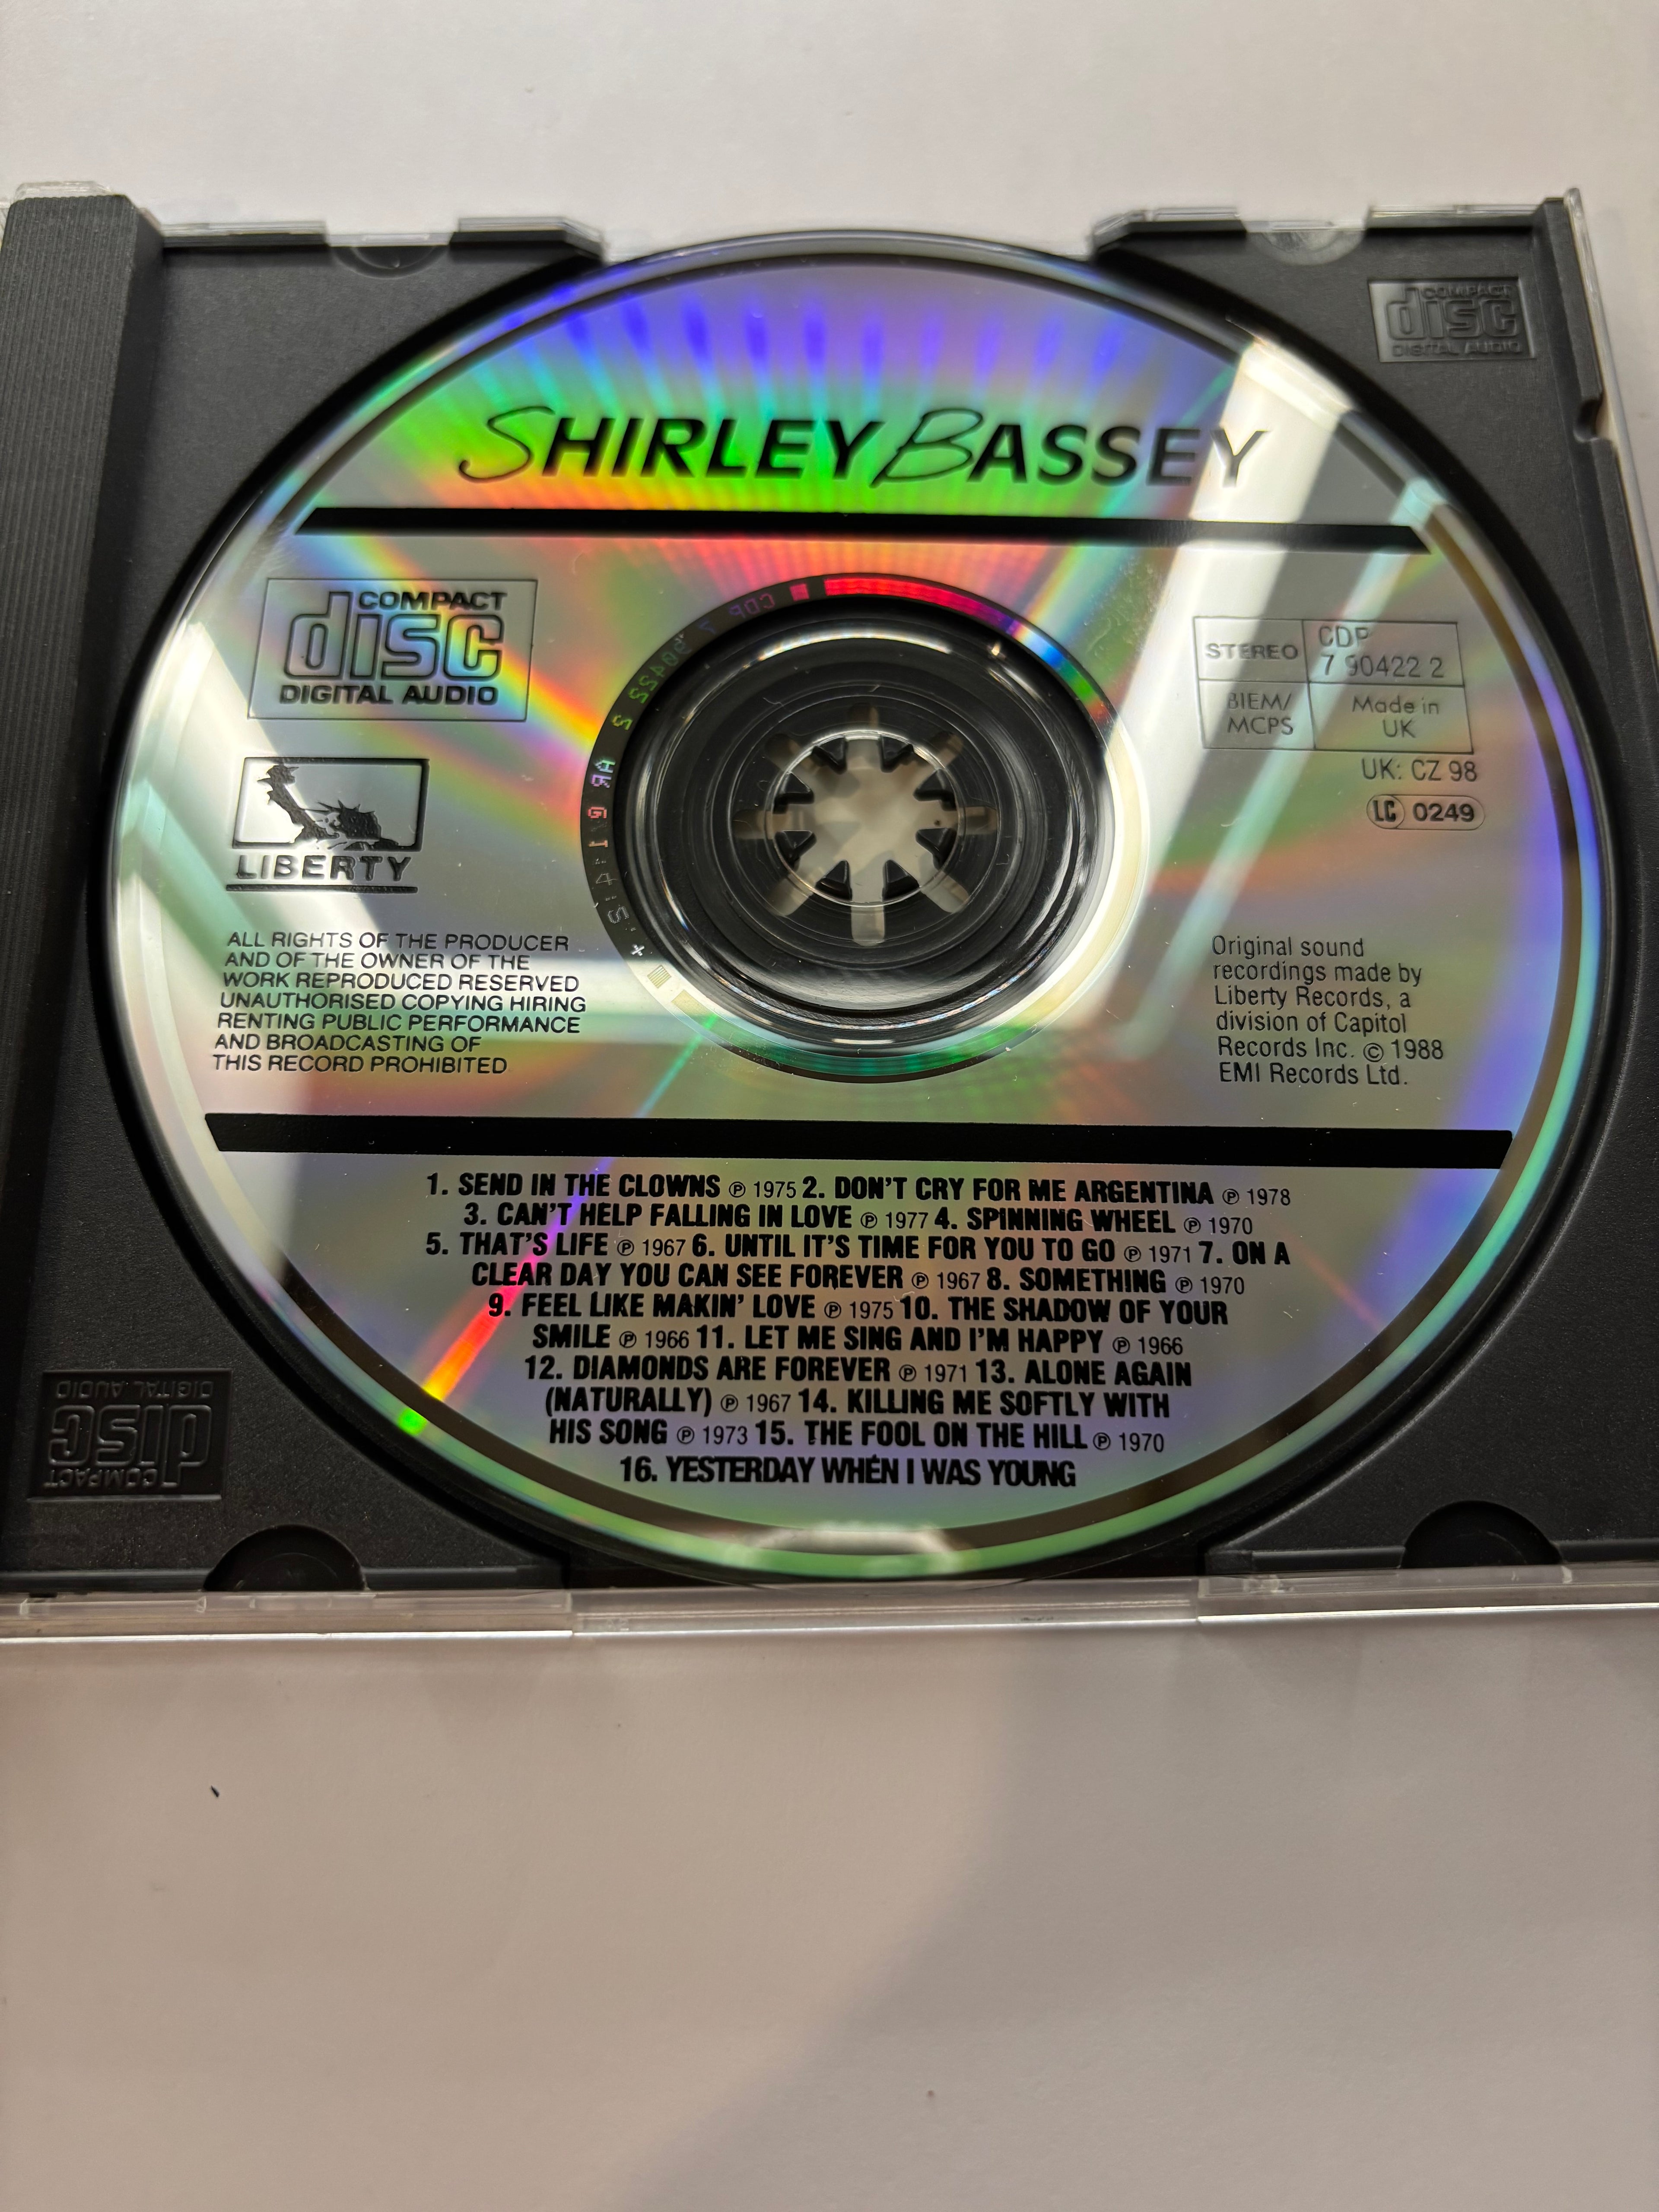 COMPACT
disc
DIGITAL AUDIO
SHIRLEY BASSEY
COMPACT
disc
DIGITAL AUDIO
STEREO
CDP
7 90422 2
BIEM/
MCPS
Made in
UK
UK: CZ 98
LC 0249
LIBERTY
CDP 7 90422 2
ALL RIGHTS OF THE PRODUCER
AND OF THE OWNER OF THE
WORK REPRODUCED RESERVED
UNAUTHORISED COPYING HIRING
RENTING PUBLIC PERFORMANCE
AND BROADCASTING OF
THIS RECORD PROHIBITED
Original sound
recordings made by
Liberty Records, a
division of Capitol
Records Inc. © 1988
EMI Records Ltd.
1. SEND IN THE CLOWNS ℗ 1975 2. DON'T CRY FOR ME ARGENTINA ℗ 1978
3. CAN'T HELP FALLING IN LOVE ℗ 1977 4. SPINNING WHEEL ℗ 1970
5. THAT'S LIFE ℗ 1967 6. UNTIL IT'S TIME FOR YOU TO GO ℗ 1971 7. ON A
CLEAR DAY YOU CAN SEE FOREVER ℗ 1967 8. SOMETHING ℗ 1970
9. FEEL LIKE MAKIN' LOVE ℗ 1975 10. THE SHADOW OF YOUR
SMILE ℗ 1966 11. LET ME SING AND I'M HAPPY ℗ 1966
12. DIAMONDS ARE FOREVER ℗ 1971 13. ALONE AGAIN
(NATURALLY) ℗ 1967 14. KILLING ME SOFTLY WITH
HIS SONG ℗ 1973 15. THE FOOL ON THE HILL ℗ 1970
16. YESTERDAY WHEN I WAS YOUNG
COMPACT
disc
DIGITAL AUDIO